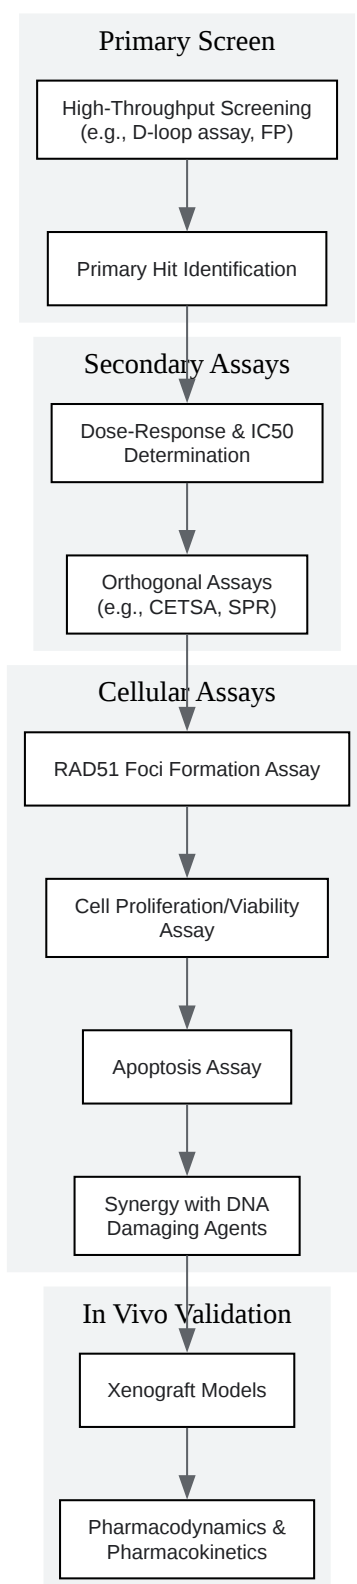 Primary Screen
High-Throughput Screening
(e.g., D-loop assay, FP)
Primary Hit Identification
Secondary Assays
Dose-Response & IC50
Determination
Orthogonal Assays
(e.g., CETSA, SPR)
Cellular Assays
RAD51 Foci Formation Assay
Cell Proliferation/Viability
Assay
Apoptosis Assay
Synergy with DNA
Damaging Agents
In Vivo Validation
Xenograft Models
Pharmacodynamics &
Pharmacokinetics